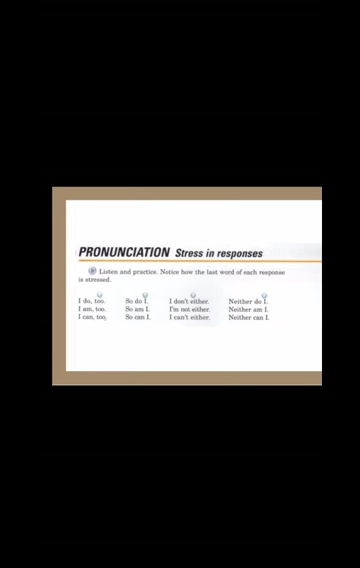 PRONUNCIATION Stress in responses
Listen and practice. Notice how the last word of each response
is stressed.
I do, too. So do I. I don't either. Neither do I.
I am, too. So am I. I'm not either. Neither am I.
I can, too. So can I. I can't either. Neither can I.